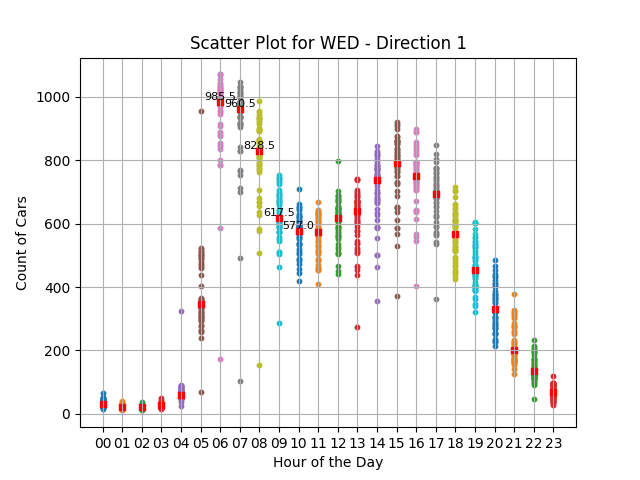 Scatter Plot for WED - Direction 1
Count of Cars
1000
800
600
400
200
0
985.5
960.5
828.5
617.5
577.0
00 01 02 03 04 05 06 07 08 09 10 11 12 13 14 15 16 17 18 19 20 21 22 23
Hour of the Day